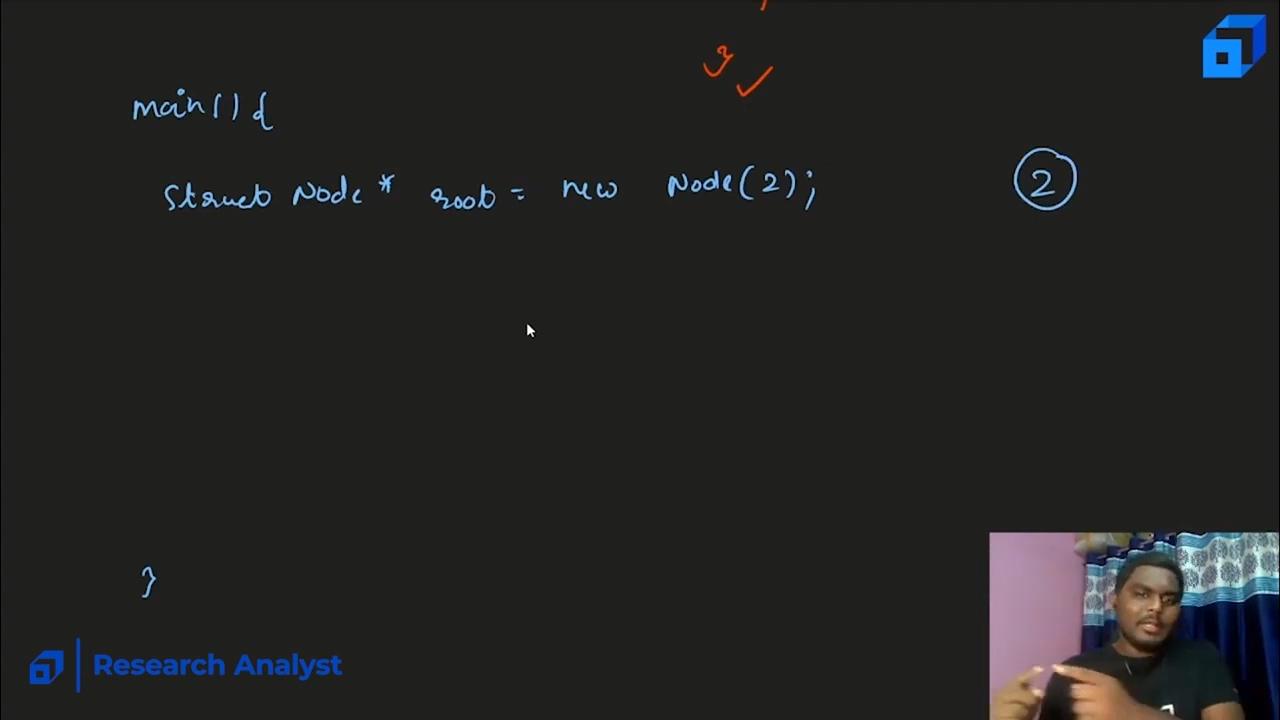 main() {
struct Node* root = new Node(2);
2
}
Research Analyst